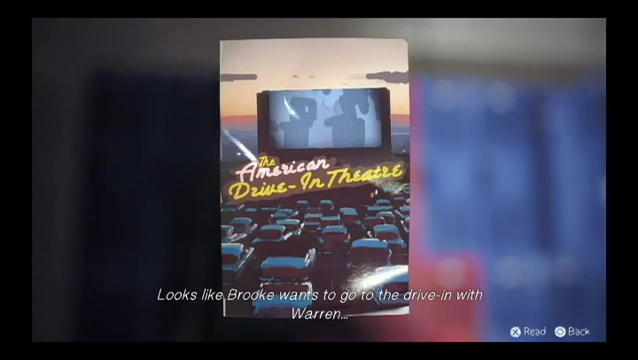 The
American
Drive-In Theatre
Looks like Brooke wants to go to the drive-in with
Warren...
Read Back